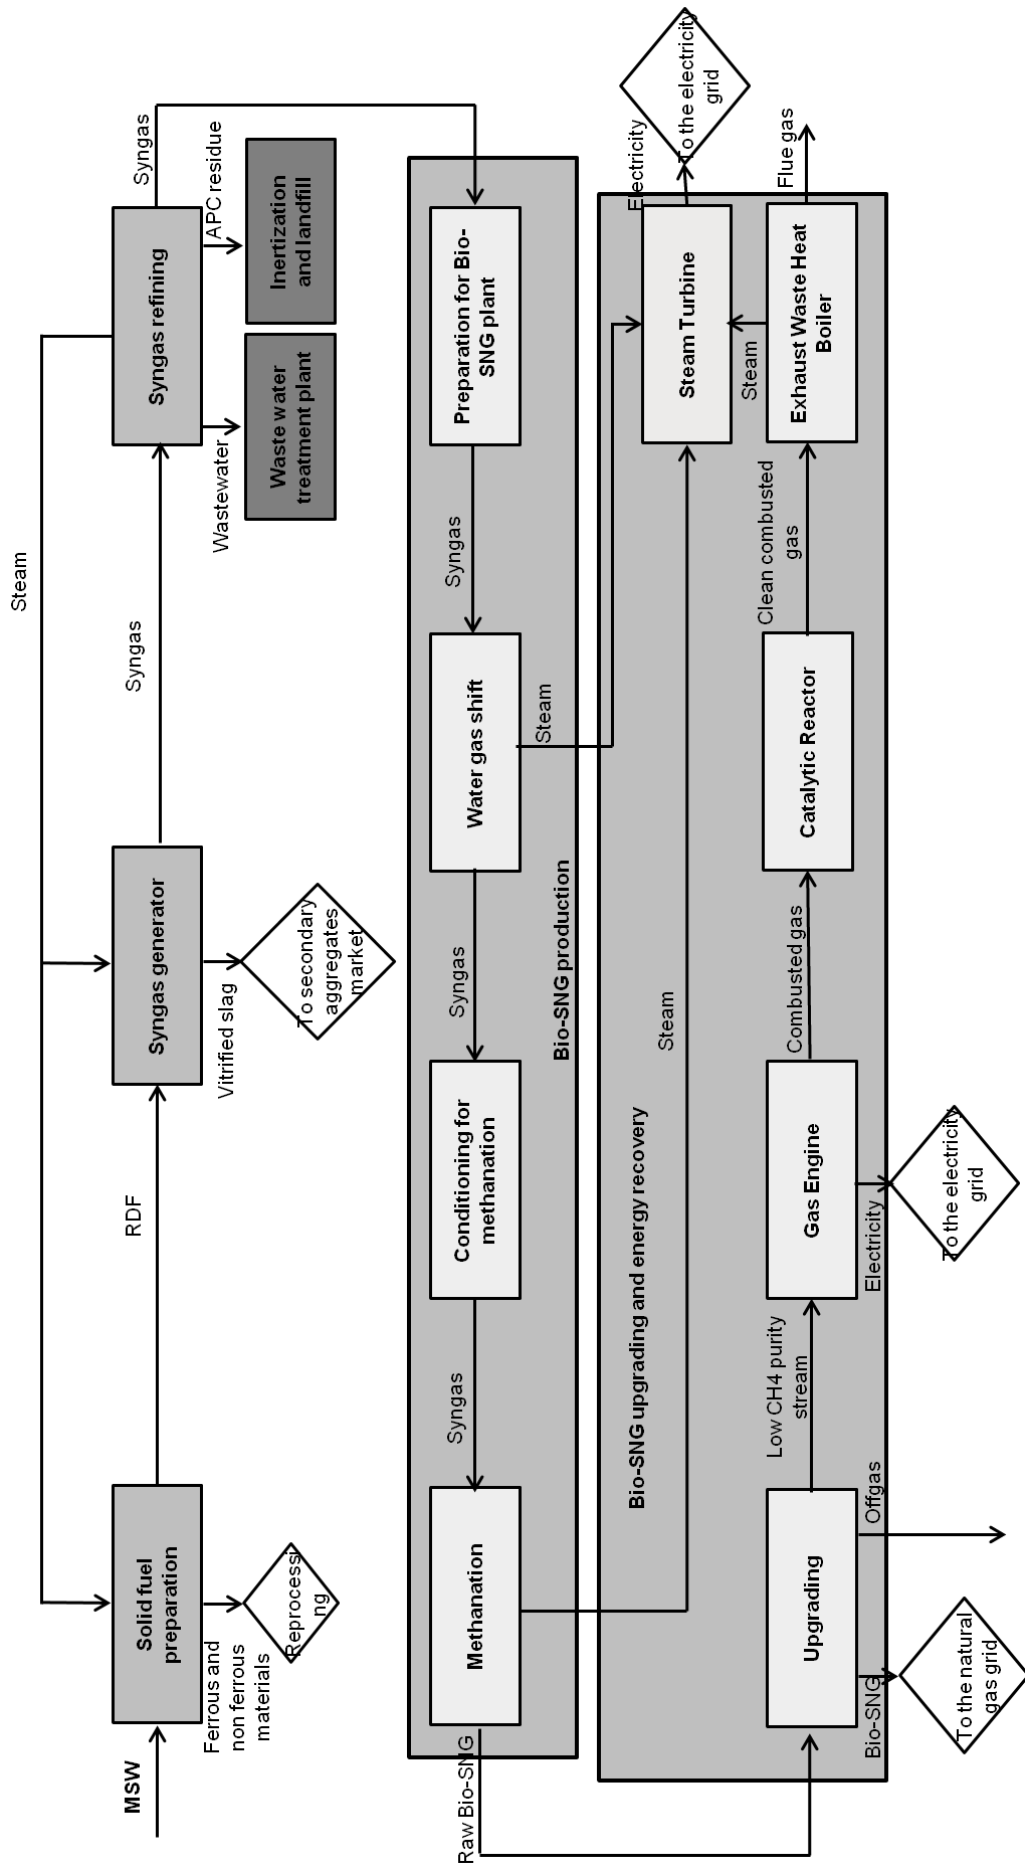 MSW
Solid fuel
preparation
Ferrous and
non ferrous
materials
Reprocessi
ng
RDF
Syngas generator
Vitrified slag
To secondary
aggregates
market
Syngas
Steam
Syngas refining
Wastewater
Waste water
treatment plant
APC residue
Inertization
and landfill
Syngas
Preparation for Bio-
SNG plant
Syngas
Water gas shift
Steam
Syngas
Conditioning for
methanation
Syngas
Methanation
Bio-SNG production
Raw Bio-SNG
Bio-SNG upgrading and energy recovery
Steam
Steam Turbine
Electricity
To the electricity
grid
Upgrading
Bio-SNG
To the natural
gas grid
Offgas
Low CH4 purity
stream
Gas Engine
Electricity
To the electricity
grid
Combusted gas
Catalytic Reactor
Clean combusted
gas
Exhaust Waste Heat
Boiler
Steam
Flue gas